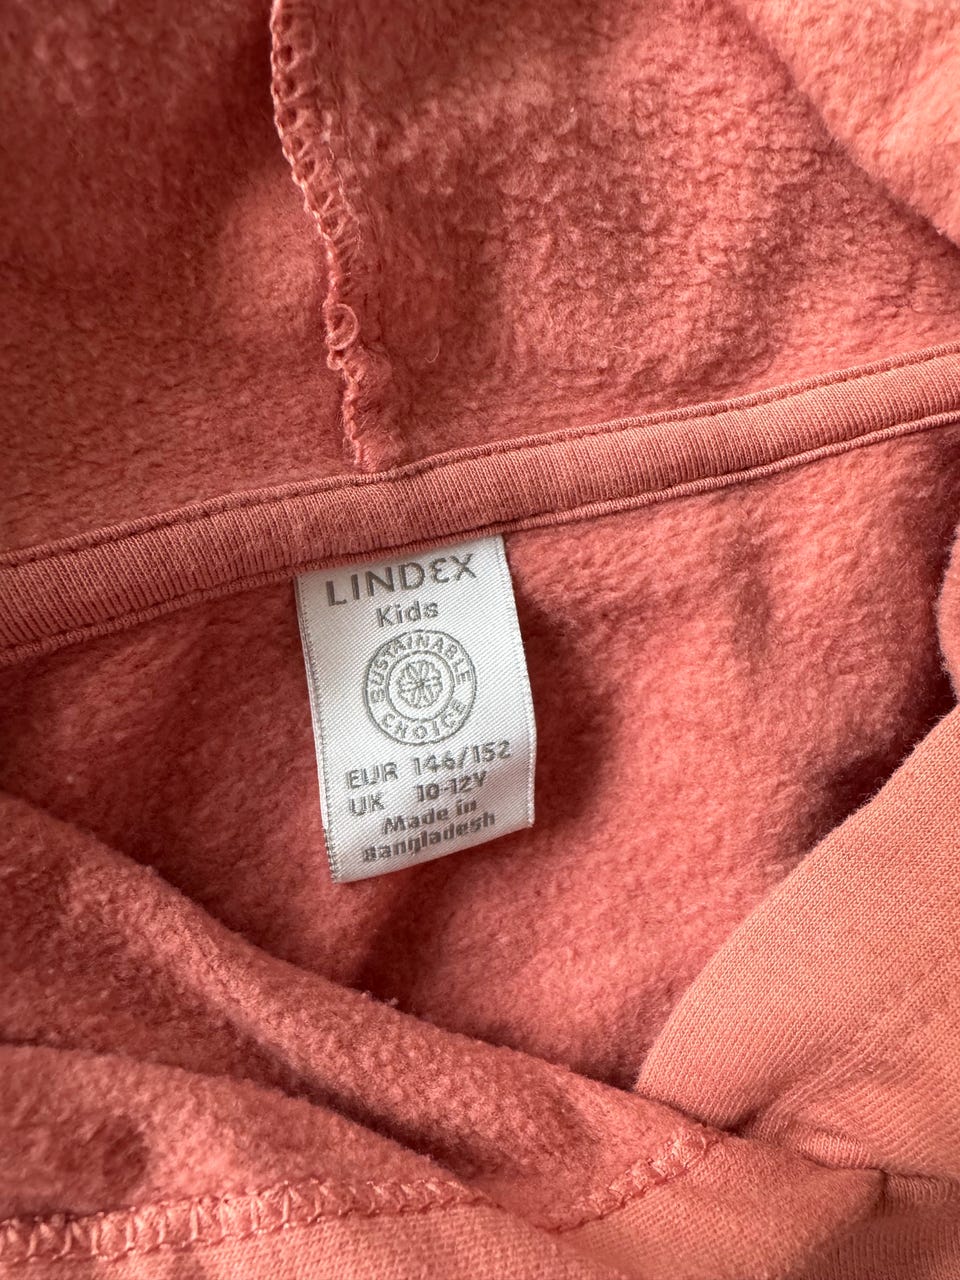 LINDEX
Kids
SUSTAINABLE
CHOICE
EUR 146/152
UK 10-12Y
Made in
Bangladesh